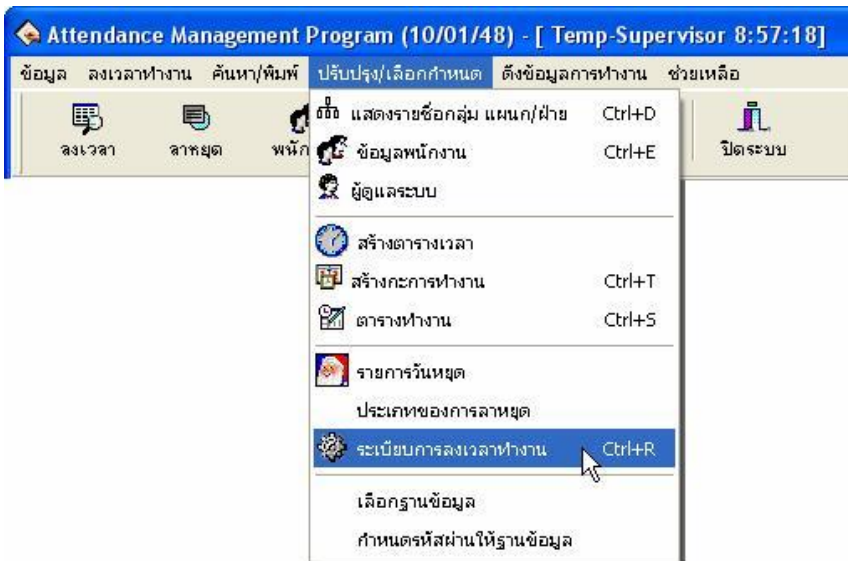 Attendance Management Program (10/01/48) - [ Temp-Supervisor 8:57:18]
ข้อมูล ลงเวลาทำงาน ค้นหา/พิมพ์ ปรับปรุง/เลือกกำหนด ดึงข้อมูลการทำงาน ช่วยเหลือ
ลงเวลา ลาหยุด พนัก ปิดระบบ
แสดงรายชื่อกลุ่ม แผนก/ฝ่าย Ctrl+D
ข้อมูลพนักงาน Ctrl+E
ผู้ดูแลระบบ
สร้างตารางเวลา
สร้างกะการทำงาน Ctrl+T
ตารางทำงาน Ctrl+S
รายการวันหยุด
ประเภทของการลาหยุด
ระเบียบการลงเวลาทำงาน Ctrl+R
เลือกฐานข้อมูล
กำหนดรหัสผ่านให้ฐานข้อมูล